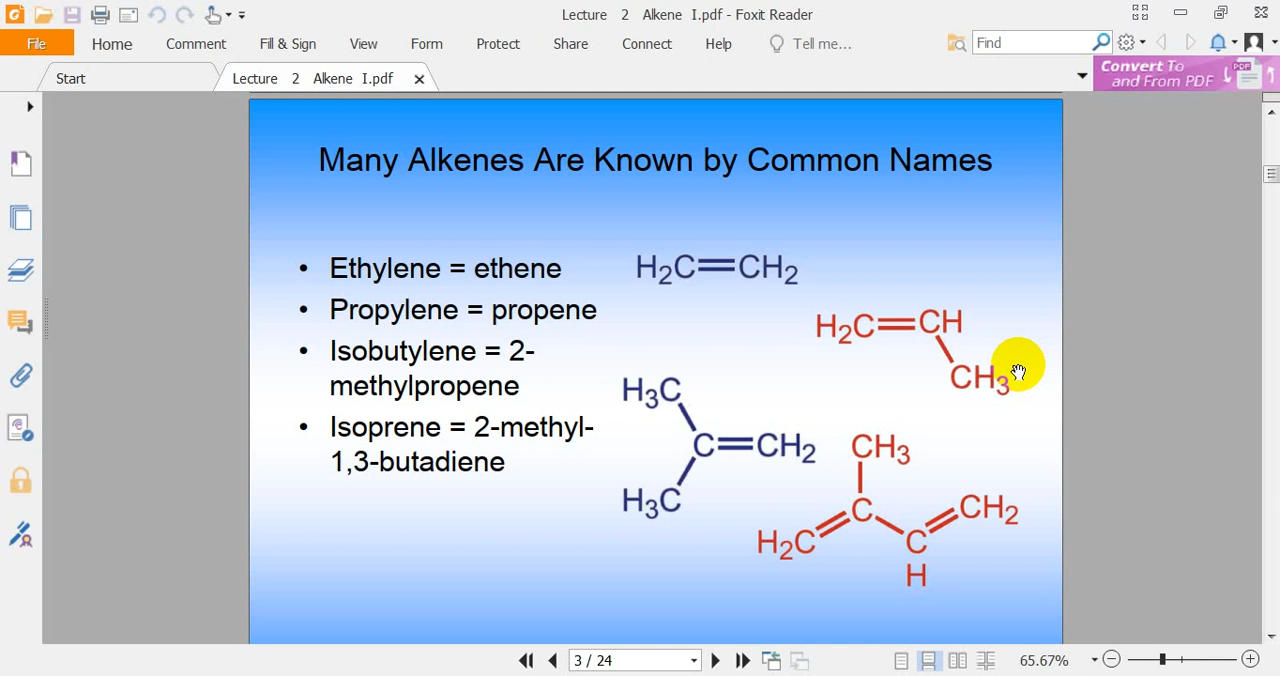 Lecture 2 Alkene I.pdf - Foxit Reader
File Home Comment Fill & Sign View Form Protect Share Connect Help Tell me... Find
Start Lecture 2 Alkene I.pdf
Convert To
and From PDF
PDF
Many Alkenes Are Known by Common Names
• Ethylene = ethene
• Propylene = propene
• Isobutylene = 2-
methylpropene
• Isoprene = 2-methyl-
1,3-butadiene
H₂C=CH₂
H₂C=CH
CH₃
H₃C
C=CH₂
H₃C
CH₃
C
CH₂
H₂C
C
H
3 / 24
65.67%